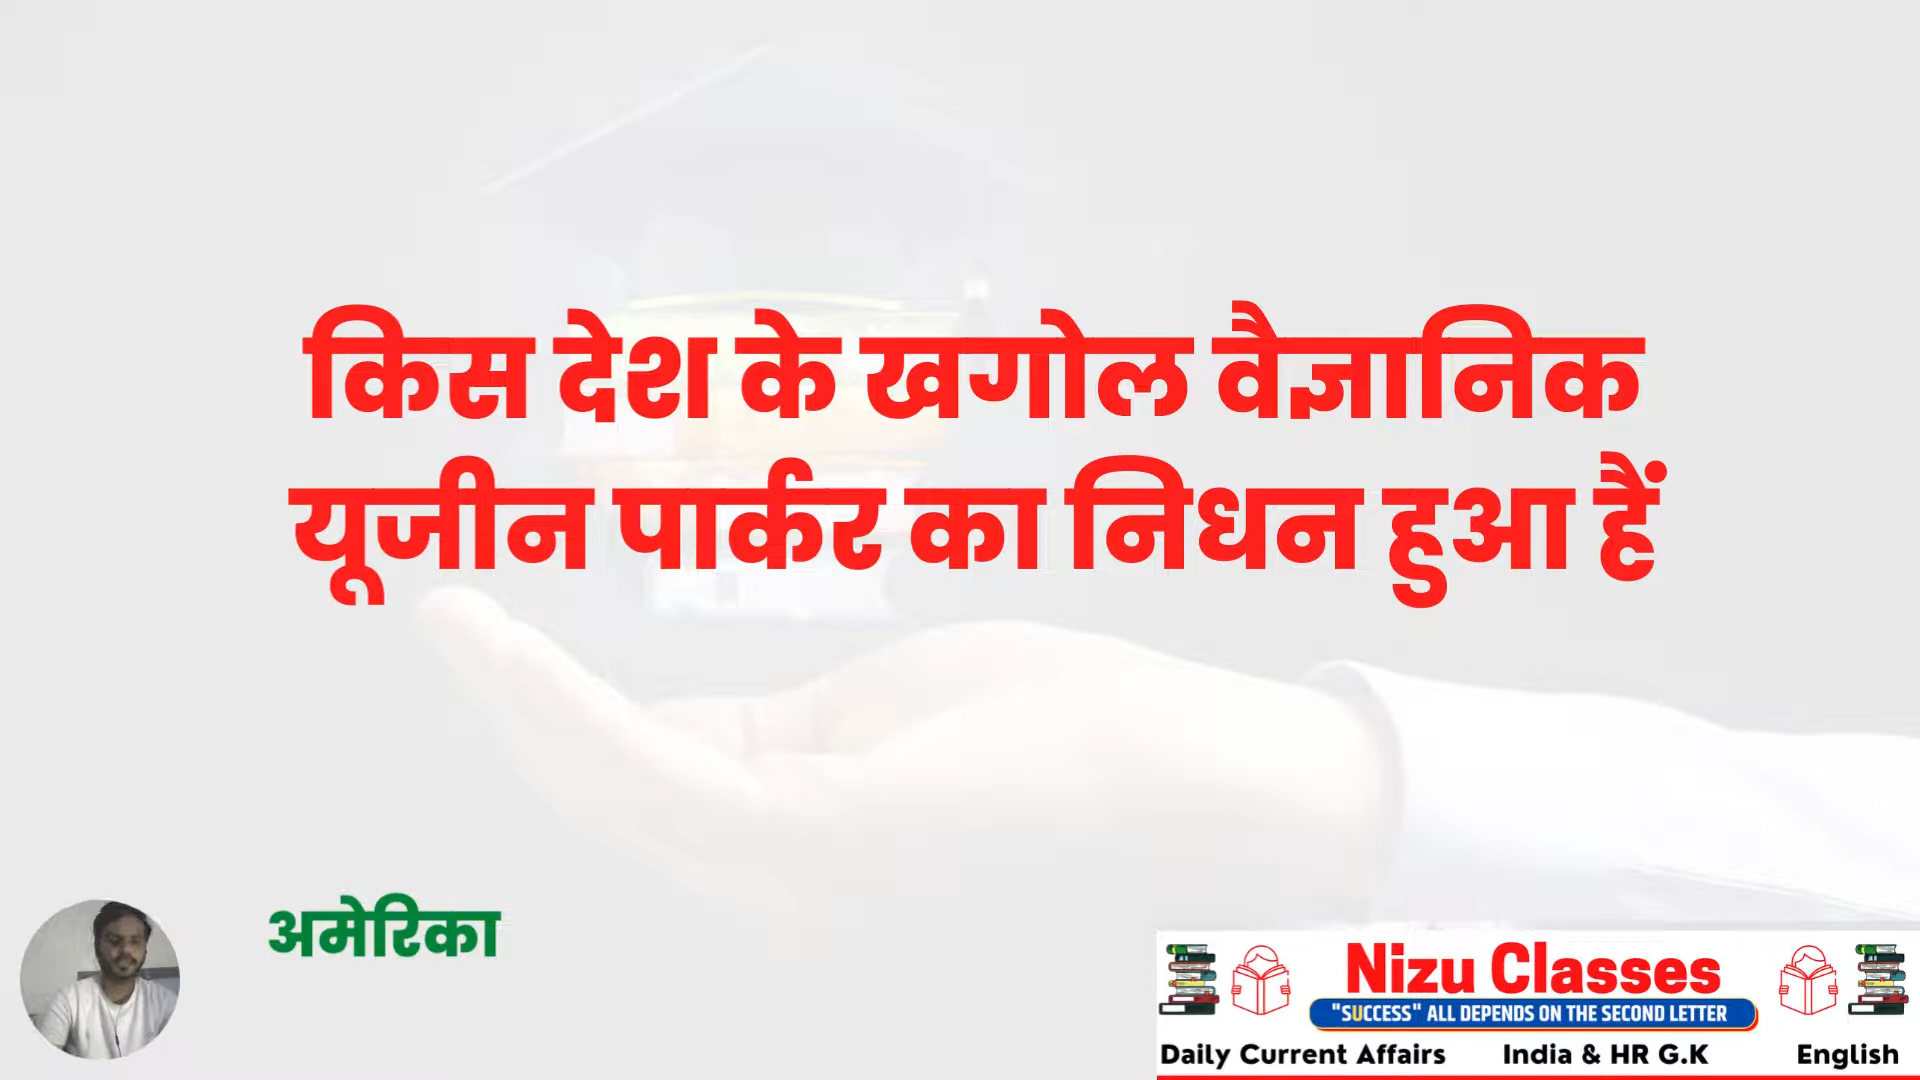 किस देश के खगोल वैज्ञानिक
यूजीन पार्कर का निधन हुआ हैं
अमेरिका
Nizu Classes
"SUCCESS" ALL DEPENDS ON THE SECOND LETTER
Daily Current Affairs India & HR G.K English